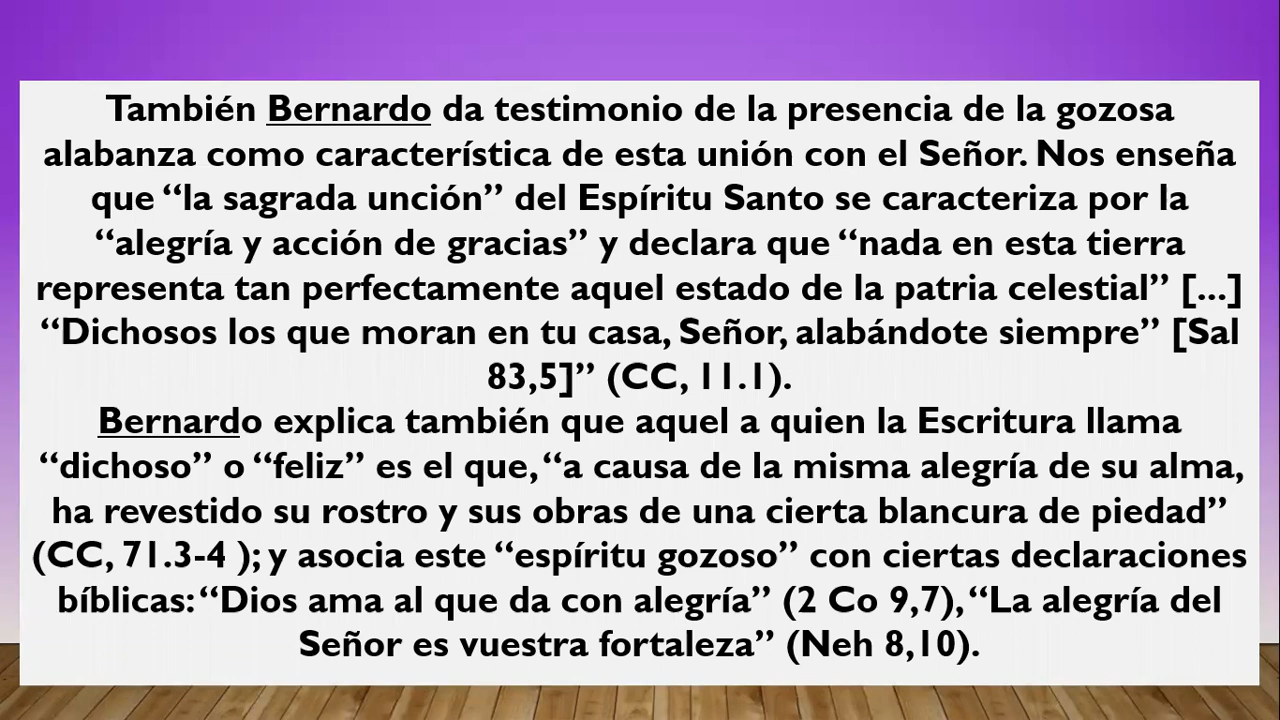 También Bernardo da testimonio de la presencia de la gozosa
alabanza como característica de esta unión con el Señor. Nos enseña
que “la sagrada unción” del Espíritu Santo se caracteriza por la
“alegría y acción de gracias” y declara que “nada en esta tierra
representa tan perfectamente aquel estado de la patria celestial” [...]
“Dichosos los que moran en tu casa, Señor, alabándote siempre” [Sal
83,5]” (CC, 11.1).
Bernardo explica también que aquel a quien la Escritura llama
“dichoso” o “feliz” es el que, “a causa de la misma alegría de su alma,
ha revestido su rostro y sus obras de una cierta blancura de piedad”
(CC, 71.3-4 ); y asocia este “espíritu gozoso” con ciertas declaraciones
bíblicas: “Dios ama al que da con alegría” (2 Co 9,7), “La alegría del
Señor es vuestra fortaleza” (Neh 8,10).